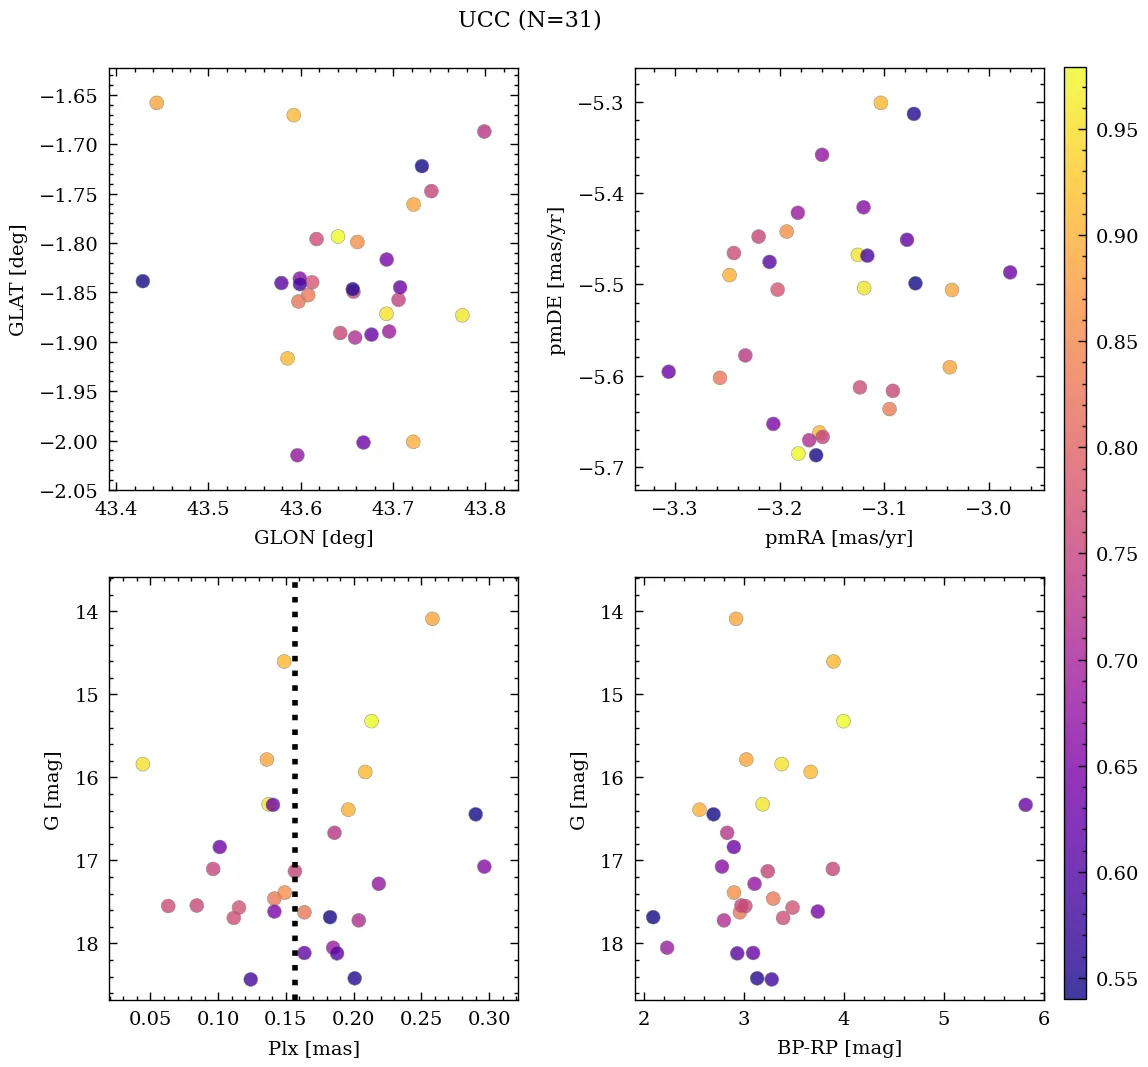 UCC (N=31)
−1.65
−1.70
−1.75
−1.80
−1.85
−1.90
−1.95
−2.00
−2.05
GLAT [deg]
43.4 43.5 43.6 43.7 43.8
GLON [deg]
−5.3
−5.4
−5.5
−5.6
−5.7
pmDE [mas/yr]
−3.3 −3.2 −3.1 −3.0
pmRA [mas/yr]
14
15
16
17
18
G [mag]
0.05 0.10 0.15 0.20 0.25 0.30
Plx [mas]
14
15
16
17
18
G [mag]
2 3 4 5 6
BP-RP [mag]
0.95
0.90
0.85
0.80
0.75
0.70
0.65
0.60
0.55